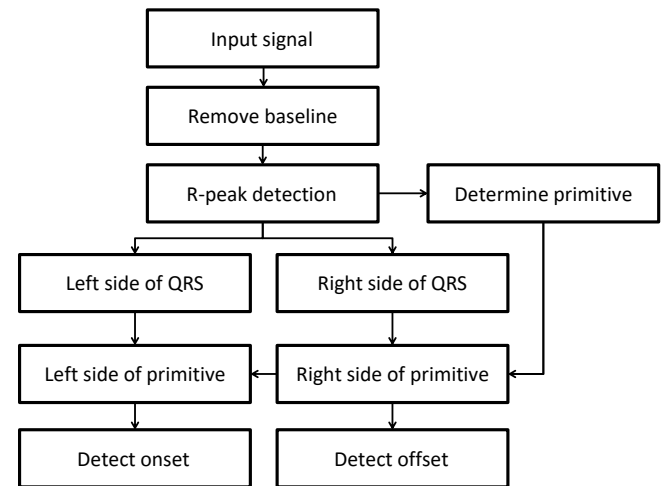 Input signal
Remove baseline
R-peak detection
Determine primitive
Left side of QRS
Right side of QRS
Left side of primitive
Right side of primitive
Detect onset
Detect offset